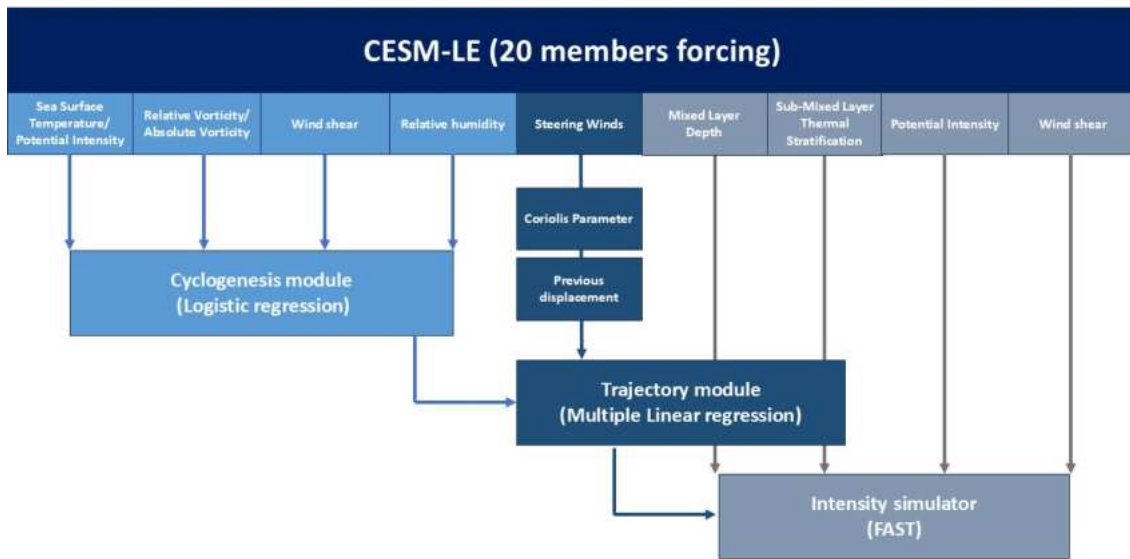 CESM-LE (20 members forcing)
Sea Surface
Temperature/
Potential Intensity
Relative Vorticity/
Absolute Vorticity
Wind shear
Relative humidity
Steering Winds
Mixed Layer
Depth
Sub-Mixed Layer
Thermal
Stratification
Potential Intensity
Wind shear
Coriolis Parameter
Previous
displacement
Cyclogenesis module
(Logistic regression)
Trajectory module
(Multiple Linear regression)
Intensity simulator
(FAST)